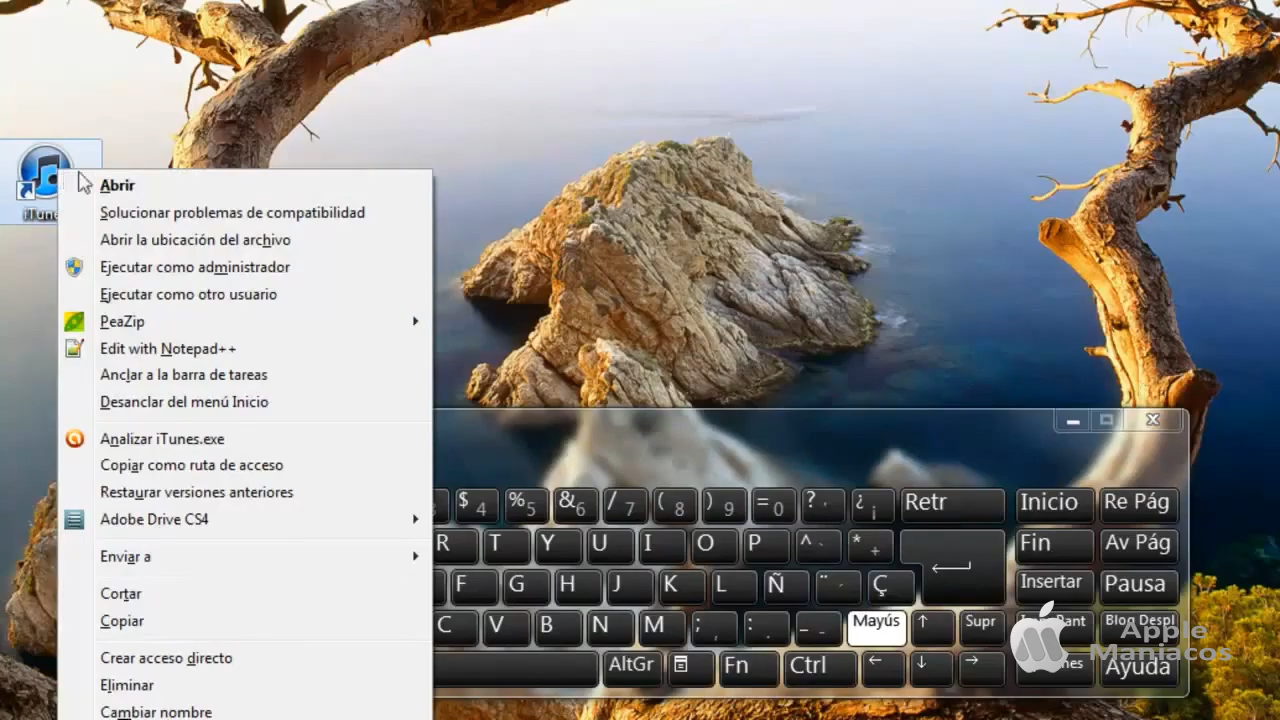 iTune
Abrir
Solucionar problemas de compatibilidad
Abrir la ubicación del archivo
Ejecutar como administrador
Ejecutar como otro usuario
PeaZip
Edit with Notepad++
Anclar a la barra de tareas
Desanclar del menú Inicio
Analizar iTunes.exe
Copiar como ruta de acceso
Restaurar versiones anteriores
Adobe Drive CS4
Enviar a
Cortar
Copiar
Crear acceso directo
Eliminar
Cambiar nombre
$ 4 % 5 & 6 / 7 ( 8 ) 9 = 0 ? ' ¿ ¡ Retr Inicio Re Pág
R T Y U I O P ^ ` * + Fin Av Pág
F G H J K L Ñ ¨ ´ Ç Insertar Pausa
C V B N M ; , : . _ - Mayús ↑ Supr Blog Despl
AltGr Fn Ctrl ← ↓ → Ayuda
Apple
Maniacos